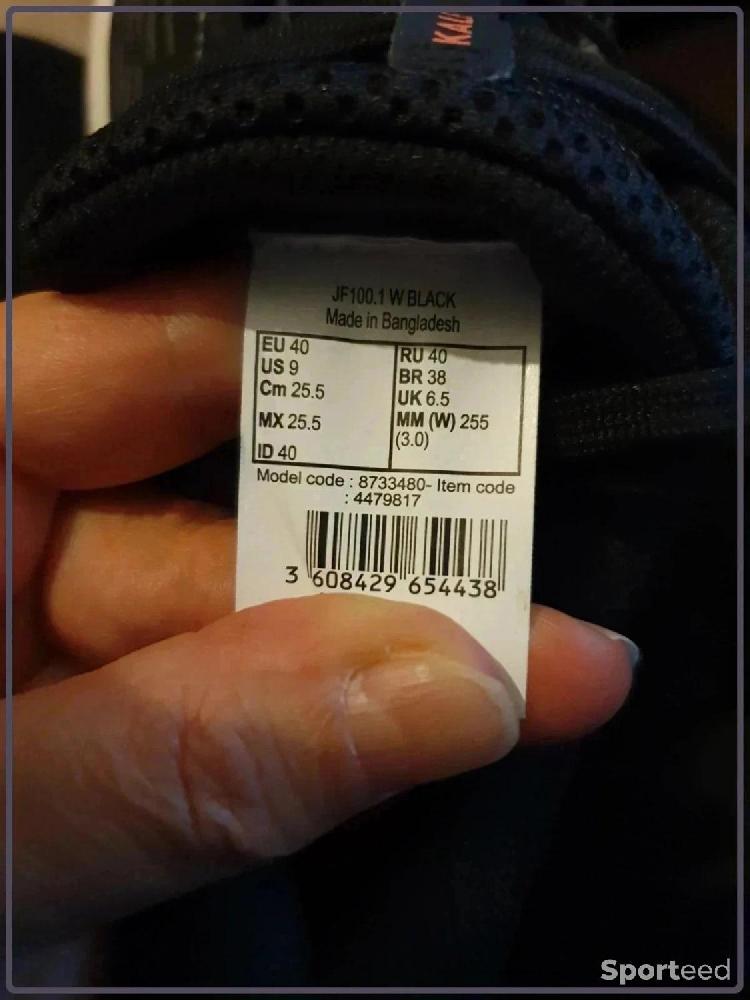 KAL
JF100.1 W BLACK
Made in Bangladesh
EU 40
US 9
Cm 25.5
MX 25.5
ID 40
RU 40
BR 38
UK 6.5
MM (W) 255
(3.0)
Model code : 8733480- Item code
: 4479817
3 608429 654438
Sporteed